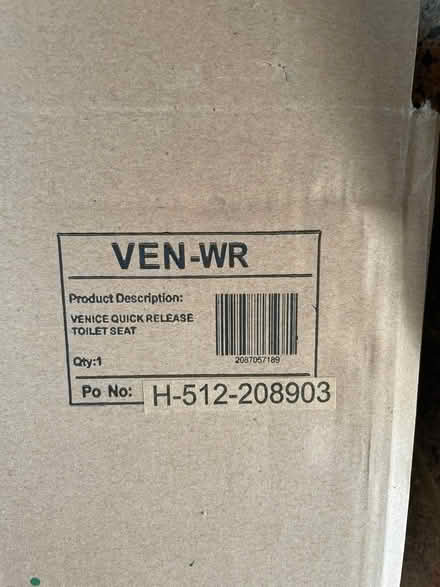 VEN-WR
Product Description:
VENICE QUICK RELEASE
TOILET SEAT
2087057189
Qty:1
Po No: H-512-208903